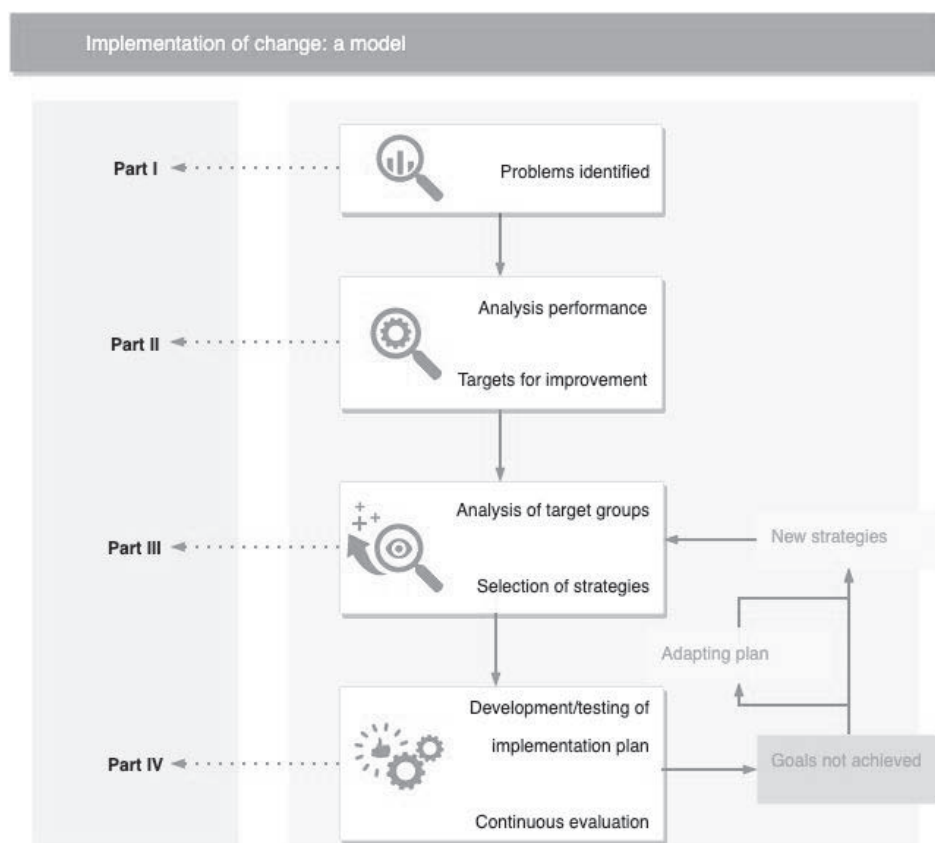 Implementation of change: a model
Part I
Problems identified
Part II
Analysis performance
Targets for improvement
Part III
Analysis of target groups
Selection of strategies
New strategies
Adapting plan
Part IV
Development/testing of
implementation plan
Continuous evaluation
Goals not achieved